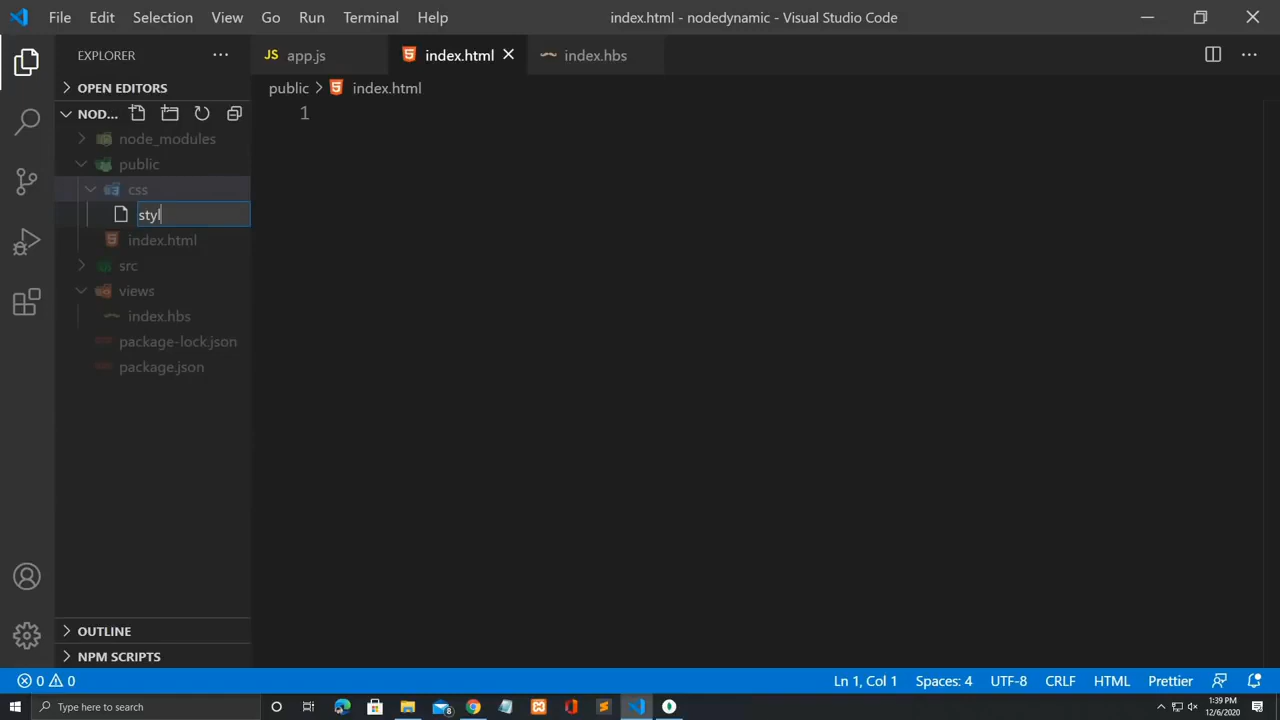 File Edit Selection View Go Run Terminal Help
index.html - nodedynamic - Visual Studio Code
EXPLORER
JS app.js
index.html
index.hbs
OPEN EDITORS
public > index.html
NOD...
1
node_modules
public
css
styl
index.html
src
views
index.hbs
package-lock.json
package.json
OUTLINE
NPM SCRIPTS
0 0
Ln 1, Col 1 Spaces: 4 UTF-8 CRLF HTML Prettier
Type here to search
8
1:39 PM
12/6/2020